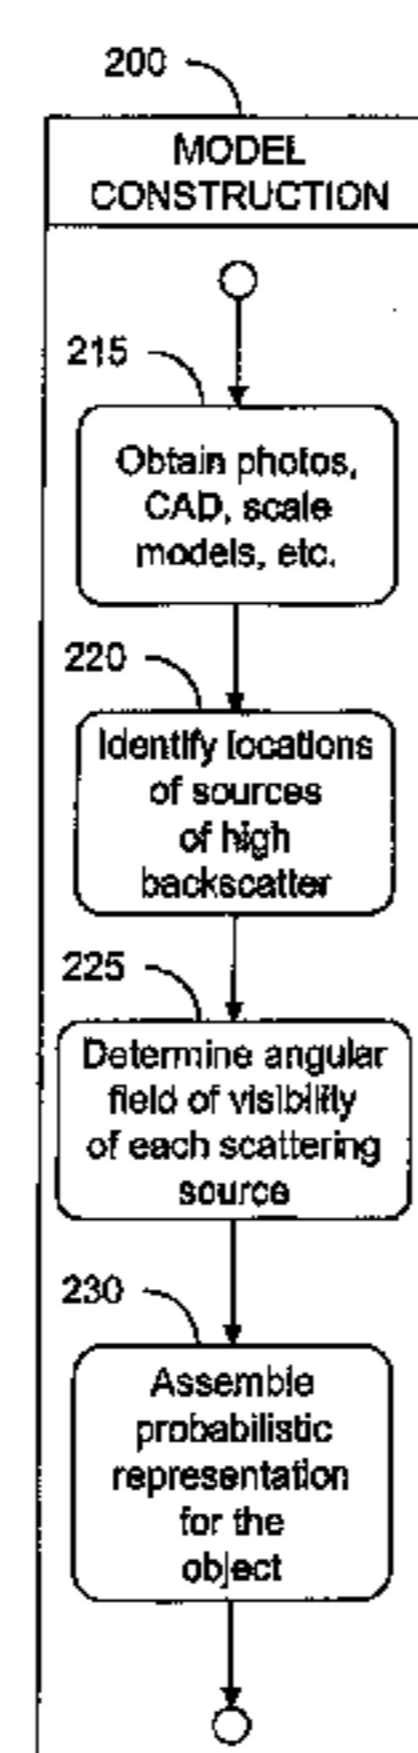 200
MODEL
CONSTRUCTION
215
Obtain photos,
CAD, scale
models, etc.
220
Identify locations
of sources
of high
backscatter
225
Determine angular
field of visibility
of each scattering
source
230
Assemble
probabilistic
representation
for the
object